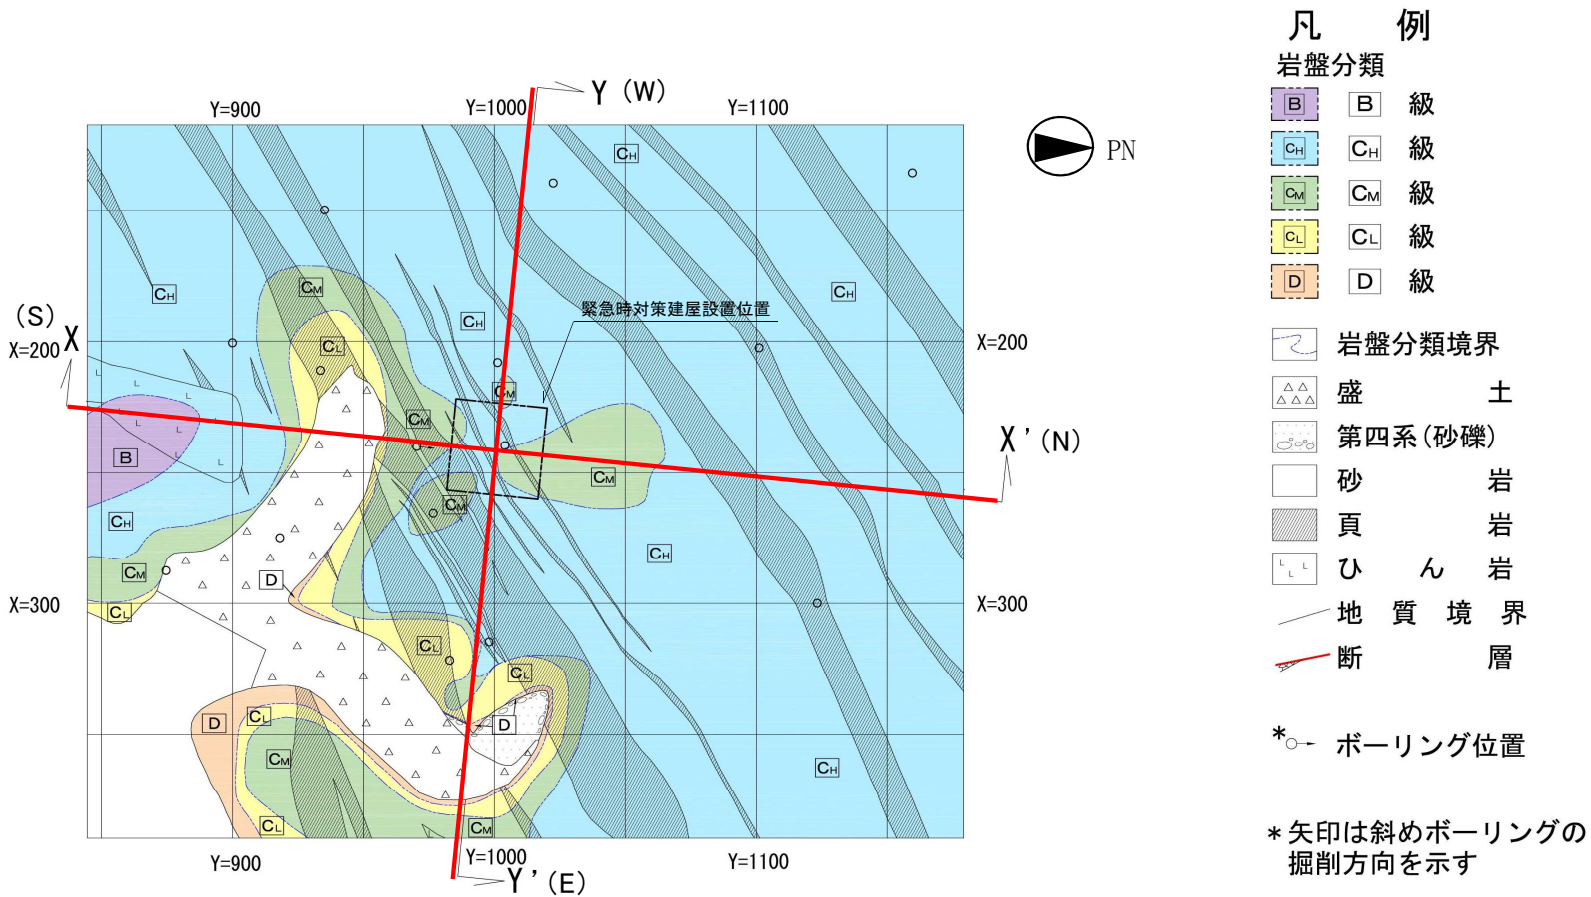 Y=900
Y=1000
Y (W)
Y=1100
PN
CH
CH
CM
CH
CH
緊急時対策建屋設置位置
(S)
X
X=200
X=200
CL
CM
CM
B
CM
X'(N)
CM
CH
CH
CM
D
X=300
X=300
CL
CL
CL
D
CL
D
CM
CH
CL
CM
Y=900
Y=1000
Y=1100
Y'(E)
凡 例
岩盤分類
B B 級
CH CH 級
CM CM 級
CL CL 級
D D 級
岩盤分類境界
盛 土
第四系(砂礫)
砂 岩
頁 岩
ひ ん 岩
地 質 境 界
断 層
* ボーリング位置
*矢印は斜めボーリングの
掘削方向を示す